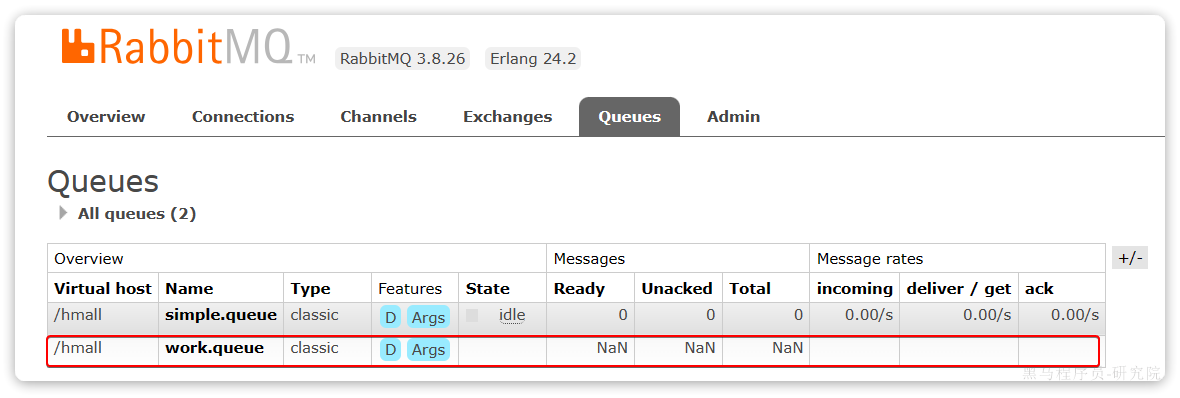 RabbitMQ TM RabbitMQ 3.8.26 Erlang 24.2
Overview Connections Channels Exchanges Queues Admin
Queues
All queues (2)
Overview Messages Message rates +/-
Virtual host Name Type Features State Ready Unacked Total incoming deliver / get ack
/hmall simple.queue classic D Args idle 0 0 0 0.00/s 0.00/s 0.00/s
/hmall work.queue classic D Args NaN NaN NaN
黑马程序员-研究院